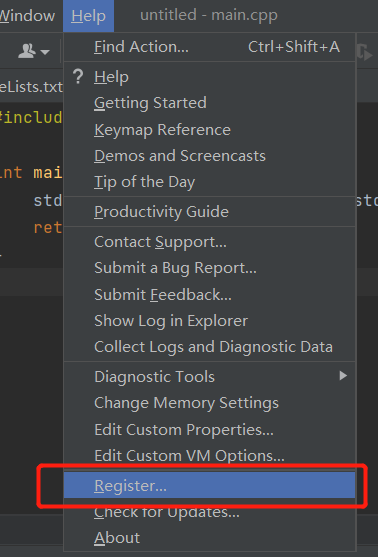 Window Help untitled - main.cpp
Find Action... Ctrl+Shift+A
eLists.txt
? Help
Getting Started
#includ
Keymap Reference
Demos and Screencasts
int mai
Tip of the Day
std
std
Productivity Guide
ret
Contact Support...
Submit a Bug Report...
Submit Feedback...
Show Log in Explorer
Collect Logs and Diagnostic Data
Diagnostic Tools
Change Memory Settings
Edit Custom Properties...
Edit Custom VM Options...
Register...
Check for Updates...
About